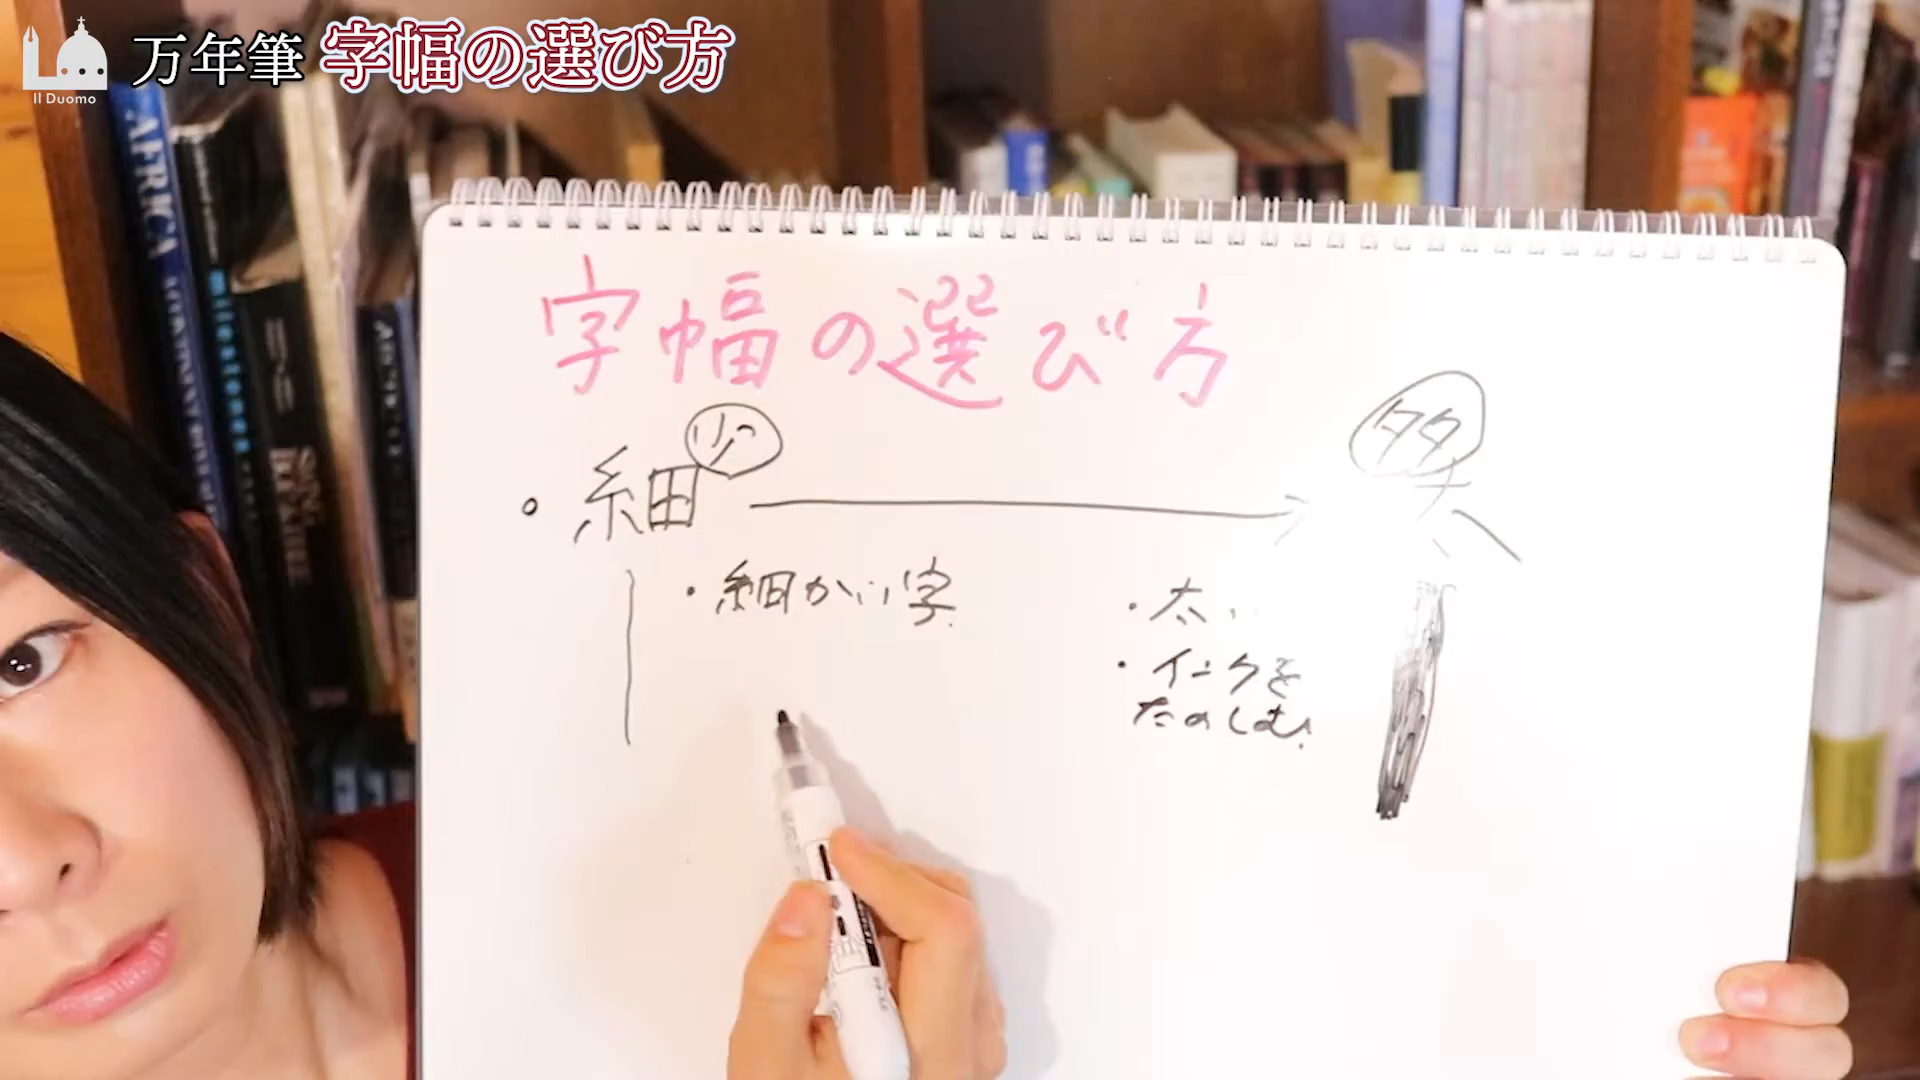 Il Duomo
万年筆 字幅の選び方
AFRICA
字幅の選び方
少
多
・細 → 太
・細かい字
・太い
・インクを
たのしむ